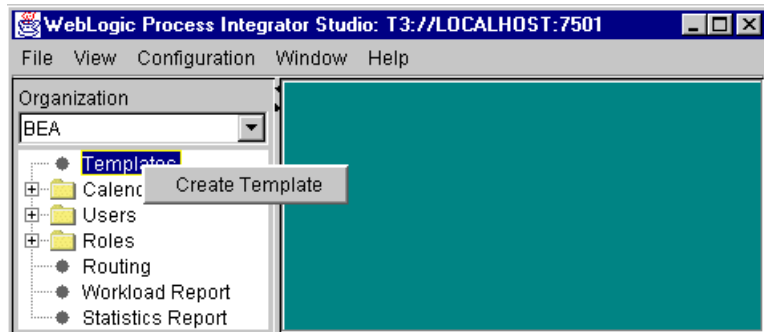 WebLogic Process Integrator Studio: T3://LOCALHOST:7501
File View Configuration Window Help
Organization
BEA
Templates
Create Template
Users
Roles
Routing
Workload Report
Statistics Report